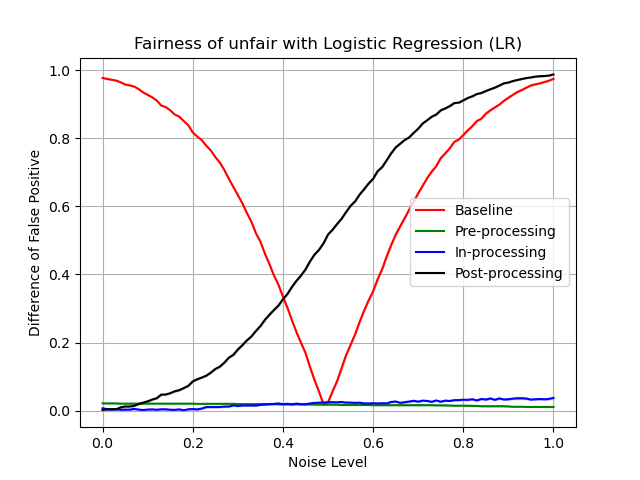 Fairness of unfair with Logistic Regression (LR)
Difference of False Positive
1.0
0.8
0.6
0.4
0.2
0.0
Baseline
Pre-processing
In-processing
Post-processing
0.0 0.2 0.4 0.6 0.8 1.0
Noise Level